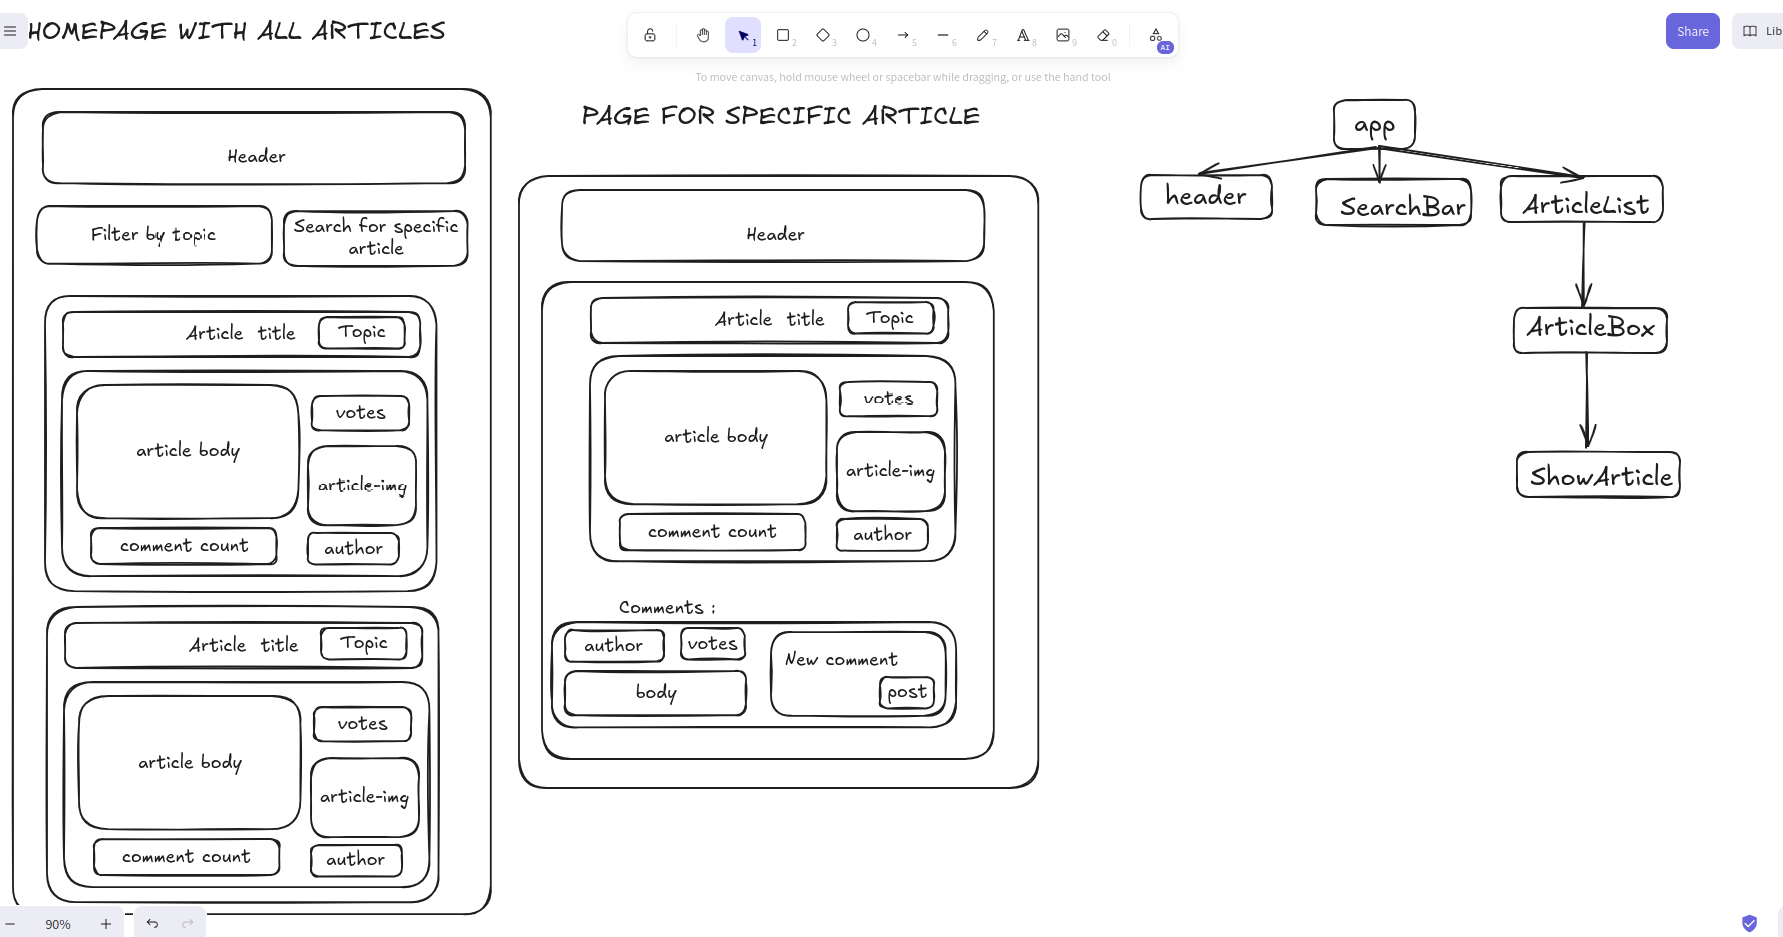 HOMEPAGE WITH ALL ARTICLES
1
2
3
4
5
6
7
A
8
9
0
AI
Share
Lib
To move canvas, hold mouse wheel or spacebar while dragging, or use the hand tool
Header
Filter by topic
Search for specific
article
Article title
Topic
article body
votes
article-img
comment count
author
Article title
Topic
article body
votes
article-img
comment count
author
PAGE FOR SPECIFIC ARTICLE
Header
Article title
Topic
article body
votes
article-img
comment count
author
Comments :
author
votes
body
New comment
post
app
header
SearchBar
ArticleList
ArticleBox
ShowArticle
90%